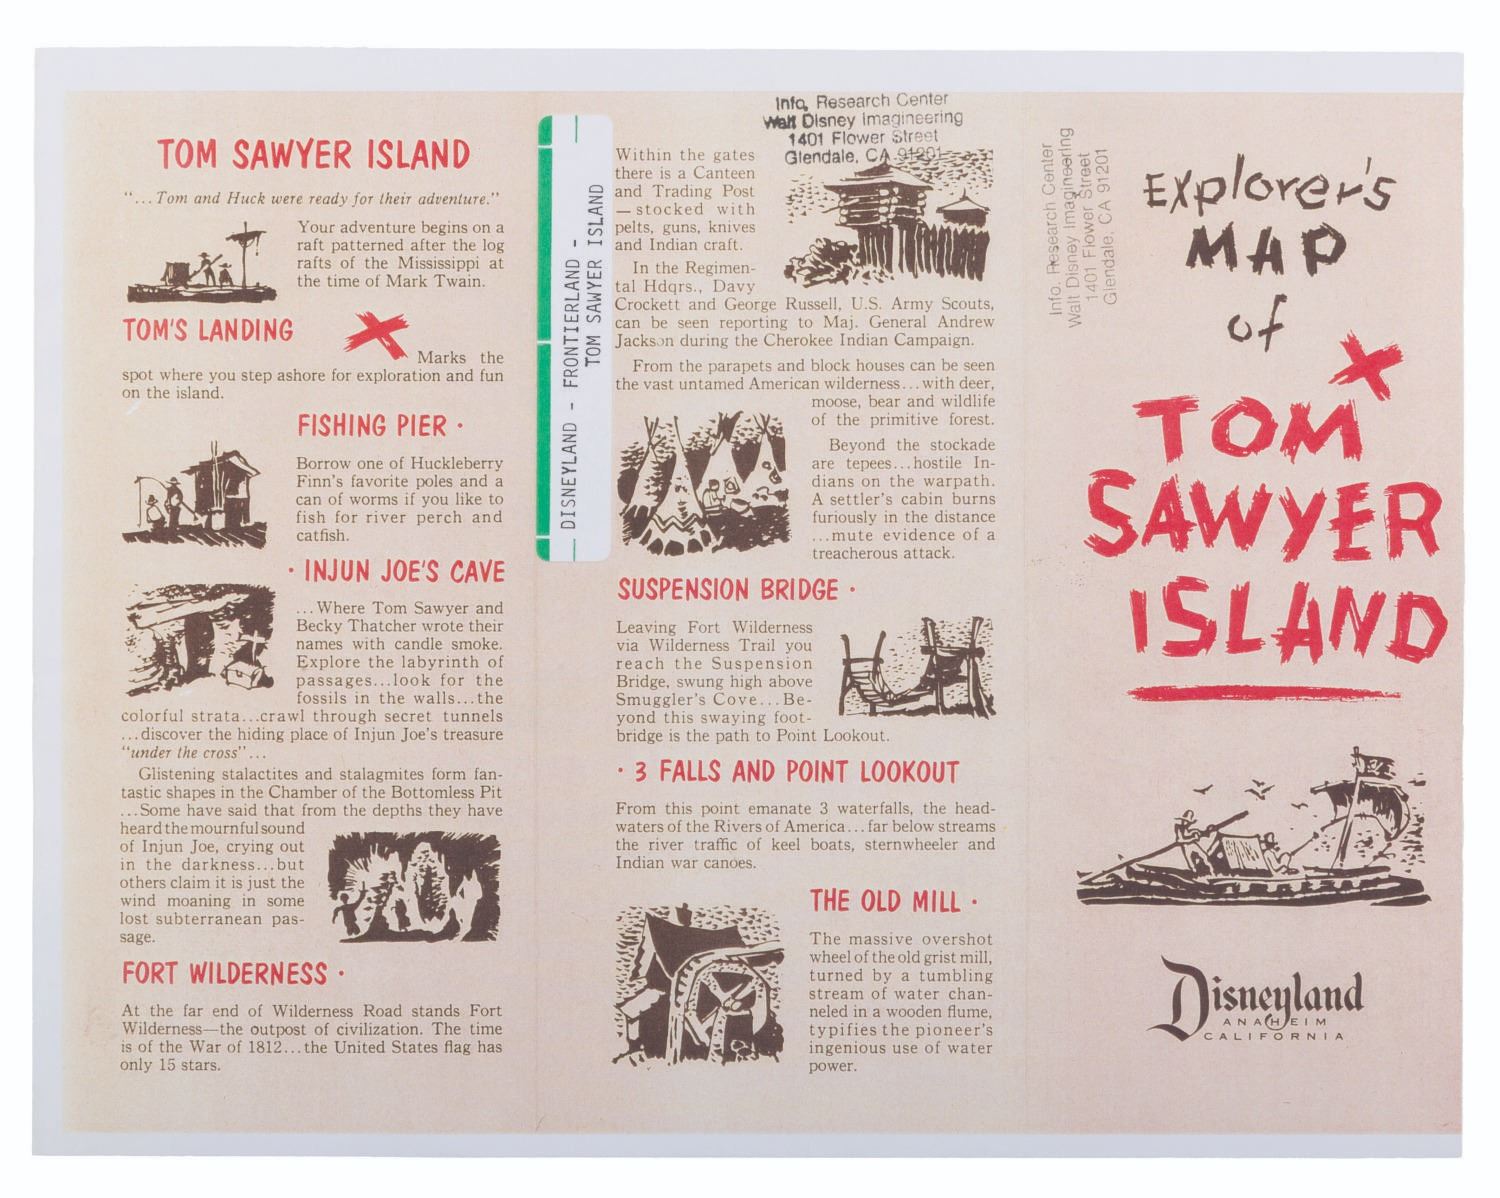 TOM SAWYER ISLAND
“...Tom and Huck were ready for their adventure.”
Your adventure begins on a
raft patterned after the log
rafts of the Mississippi at
the time of Mark Twain.
TOM'S LANDING
Marks the
spot where you step ashore for exploration and fun
on the island.
FISHING PIER ·
Borrow one of Huckleberry
Finn's favorite poles and a
can of worms if you like to
fish for river perch and
catfish.
· INJUN JOE'S CAVE
...Where Tom Sawyer and
Becky Thatcher wrote their
names with candle smoke.
Explore the labyrinth of
passages...look for the
fossils in the walls...the
colorful strata...crawl through secret tunnels
...discover the hiding place of Injun Joe's treasure
“under the cross”...
Glistening stalactites and stalagmites form fan-
tastic shapes in the Chamber of the Bottomless Pit
...Some have said that from the depths they have
heard the mournful sound
of Injun Joe, crying out
in the darkness...but
others claim it is just the
wind moaning in some
lost subterranean pas-
sage.
FORT WILDERNESS ·
At the far end of Wilderness Road stands Fort
Wilderness—the outpost of civilization. The time
is of the War of 1812...the United States flag has
only 15 stars.
DISNEYLAND - FRONTIERLAND -
TOM SAWYER ISLAND
Info. Research Center
Walt Disney Imagineering
1401 Flower Street
Glendale, CA 91201
Within the gates
there is a Canteen
and Trading Post
—stocked with
pelts, guns, knives
and Indian craft.
In the Regimen-
tal Hdqrs., Davy
Crockett and George Russell, U.S. Army Scouts,
can be seen reporting to Maj. General Andrew
Jackson during the Cherokee Indian Campaign.
From the parapets and block houses can be seen
the vast untamed American wilderness...with deer,
moose, bear and wildlife
of the primitive forest.
Beyond the stockade
are tepees...hostile In-
dians on the warpath.
A settler's cabin burns
furiously in the distance
...mute evidence of a
treacherous attack.
SUSPENSION BRIDGE ·
Leaving Fort Wilderness
via Wilderness Trail you
reach the Suspension
Bridge, swung high above
Smuggler's Cove...Be-
yond this swaying foot-
bridge is the path to Point Lookout.
· 3 FALLS AND POINT LOOKOUT
From this point emanate 3 waterfalls, the head-
waters of the Rivers of America...far below streams
the river traffic of keel boats, sternwheeler and
Indian war canoes.
THE OLD MILL ·
The massive overshot
wheel of the old grist mill,
turned by a tumbling
stream of water chan-
neled in a wooden flume,
typifies the pioneer's
ingenious use of water
power.
Info. Research Center
Walt Disney Imagineering
1401 Flower Street
Glendale, CA 91201
Explorer's
MAP
of
TOM
SAWYER
ISLAND
Disneyland
ANAHEIM
CALIFORNIA